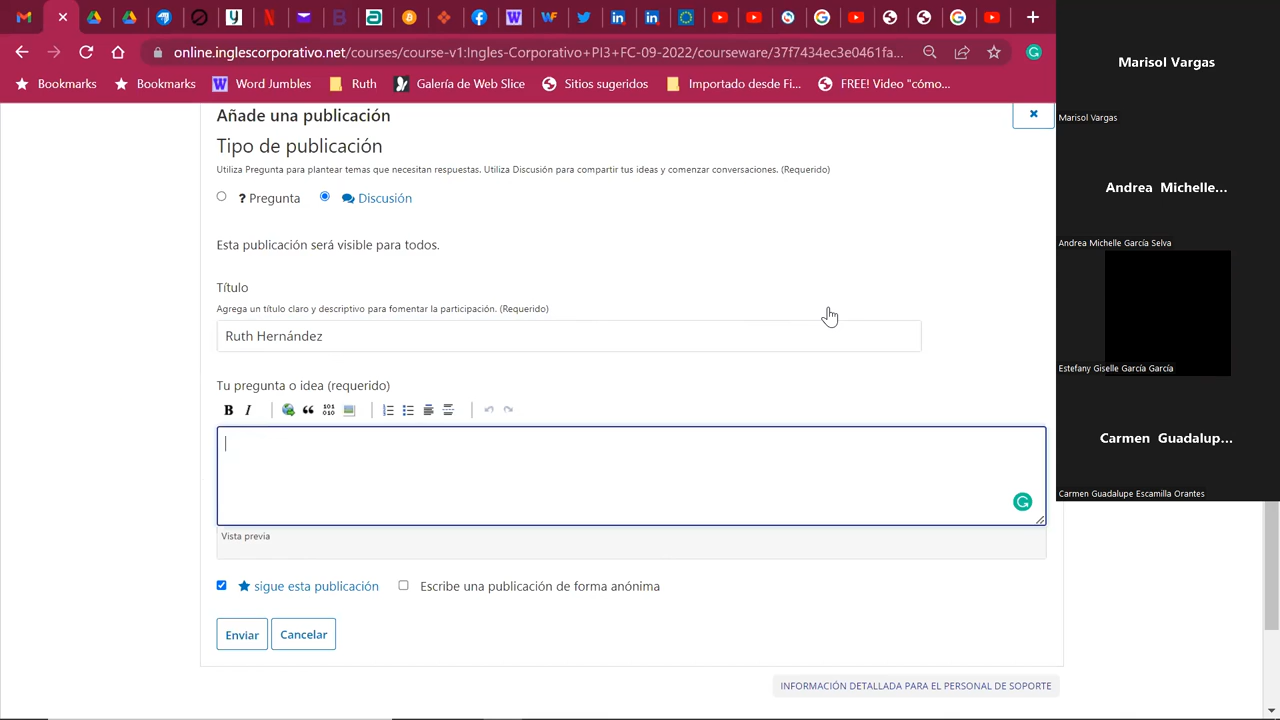 online.inglescorporativo.net/courses/course-v1:Ingles-Corporativo+PI3+FC-09-2022/courseware/37f7434ec3e0461fa...
Bookmarks
Bookmarks
Word Jumbles
Ruth
Galería de Web Slice
Sitios sugeridos
Importado desde Fi...
FREE! Video "cómo...
Añade una publicación
Tipo de publicación
Utiliza Pregunta para plantear temas que necesitan respuestas. Utiliza Discusión para compartir tus ideas y comenzar conversaciones. (Requerido)
? Pregunta
Discusión
Esta publicación será visible para todos.
Título
Agrega un título claro y descriptivo para fomentar la participación. (Requerido)
Ruth Hernández
Tu pregunta o idea (requerido)
B I
Vista previa
sigue esta publicación
Escribe una publicación de forma anónima
Enviar
Cancelar
INFORMACIÓN DETALLADA PARA EL PERSONAL DE SOPORTE
Marisol Vargas
Marisol Vargas
Andrea Michelle...
Andrea Michelle García Selva
Estefany Giselle García García
Carmen Guadalup...
Carmen Guadalupe Escamilla Orantes